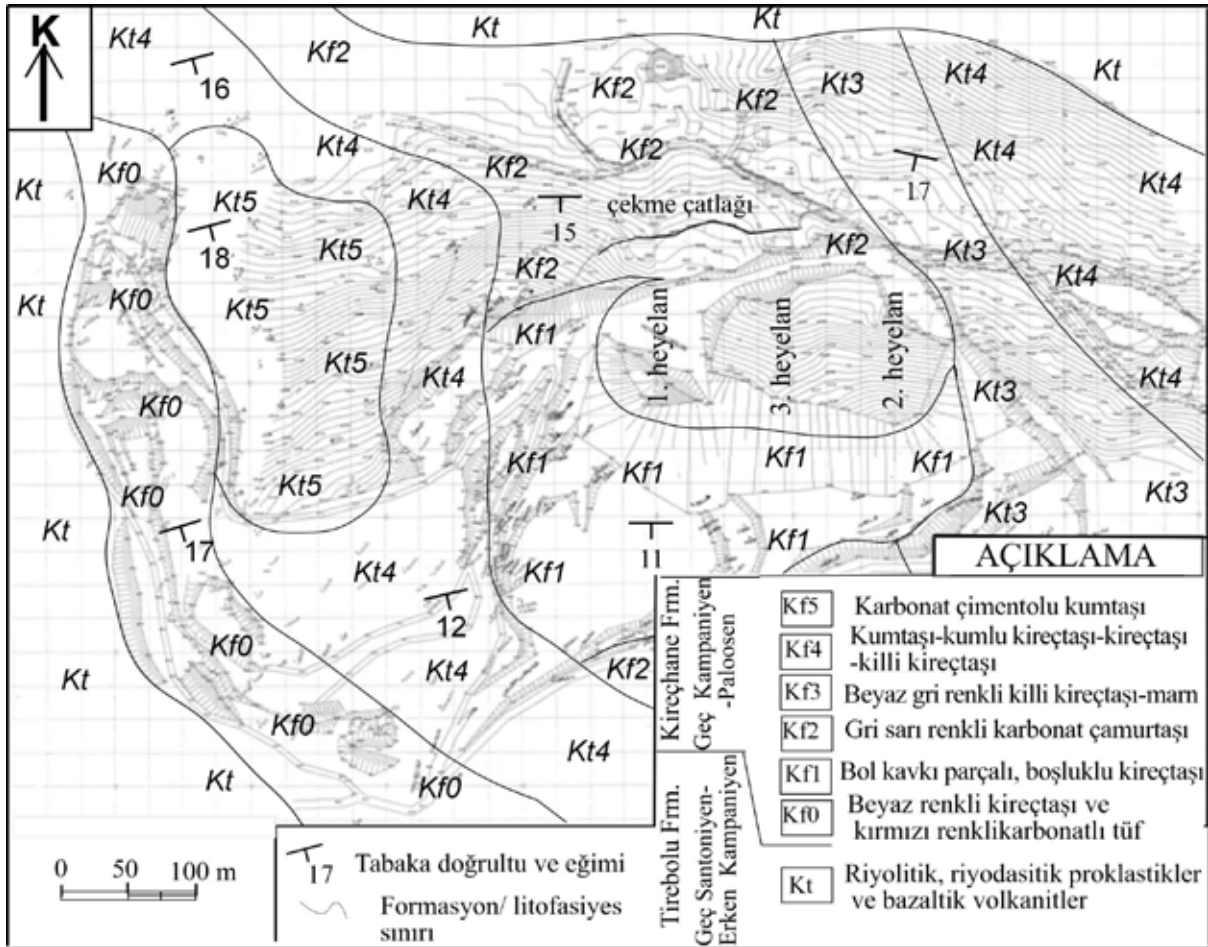 K
Kt4
16
Kf2
Kt
Kf2
Kf2
Kt3
Kt4
Kt
Kf0
Kt
Kt4
Kf2
Kf2
Kt4
17
Kt4
Kt5
Kt4
18
15
çekme çatlağı
Kt5
Kf2
Kf2
Kt3
Kt4
Kt
Kf0
Kt5
Kf1
1. heyelan
3. heyelan
2. heyelan
Kt5
Kt4
Kt4
Kt3
Kf0
Kf1
Kf1
Kf1
Kf1
Kf0
Kt5
Kt3
Kt
17
Kt4
Kf1
11
Kf1
Kt3
12
Kf0
Kt
Kt4
Kf2
Kf0
Kt4
Kt
Kf0
0 50 100 m
AÇIKLAMA
Kireçhane Frm.
Geç Kampaniyen
-Paloosen
Kf5 Karbonat çimentolu kumtaşı
Kf4 Kumtaşı-kumlu kireçtaşı-kireçtaşı
-killi kireçtaşı
Kf3 Beyaz gri renkli killi kireçtaşı-marn
Kf2 Gri sarı renkli karbonat çamurtaşı
Kf1 Bol kavkı parçalı, boşluklu kireçtaşı
Kf0 Beyaz renkli kireçtaşı ve
kırmızı renklikarbonatlı tüf
Tirebolu Frm.
Geç Santoniyen-
Erken Kampaniyen
Kt Riyolitik, riyodasitik proklastikler
ve bazaltik volkanitler
17 Tabaka doğrultu ve eğimi
Formasyon/ litofasiyes
sınırı